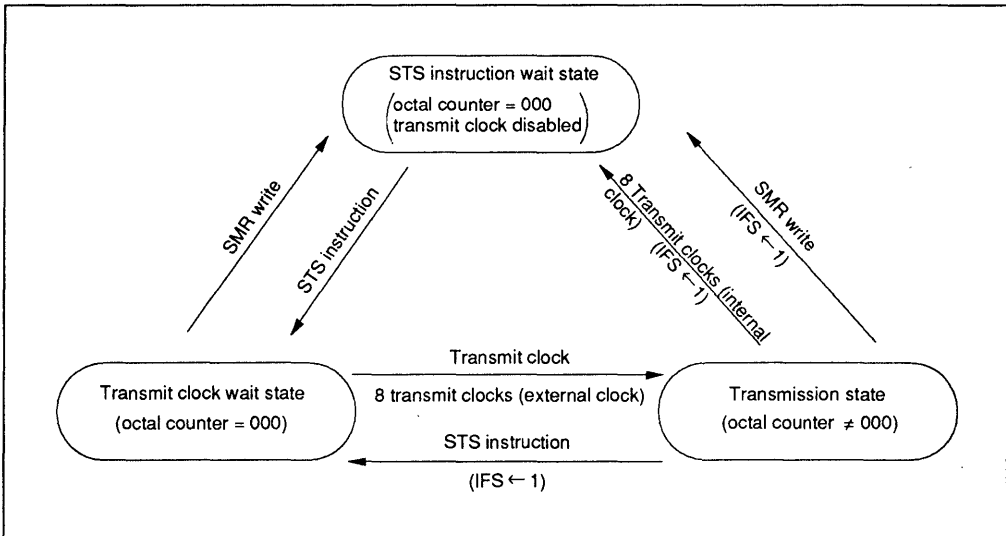 STS instruction wait state
octal counter = 000
transmit clock disabled
SMR write
STS instruction
8 Transmit clocks (internal
clock) (IFS ← 1)
SMR write
(IFS ← 1)
Transmit clock wait state
(octal counter = 000)
Transmit clock
8 transmit clocks (external clock)
STS instruction
(IFS ← 1)
Transmission state
(octal counter ≠ 000)